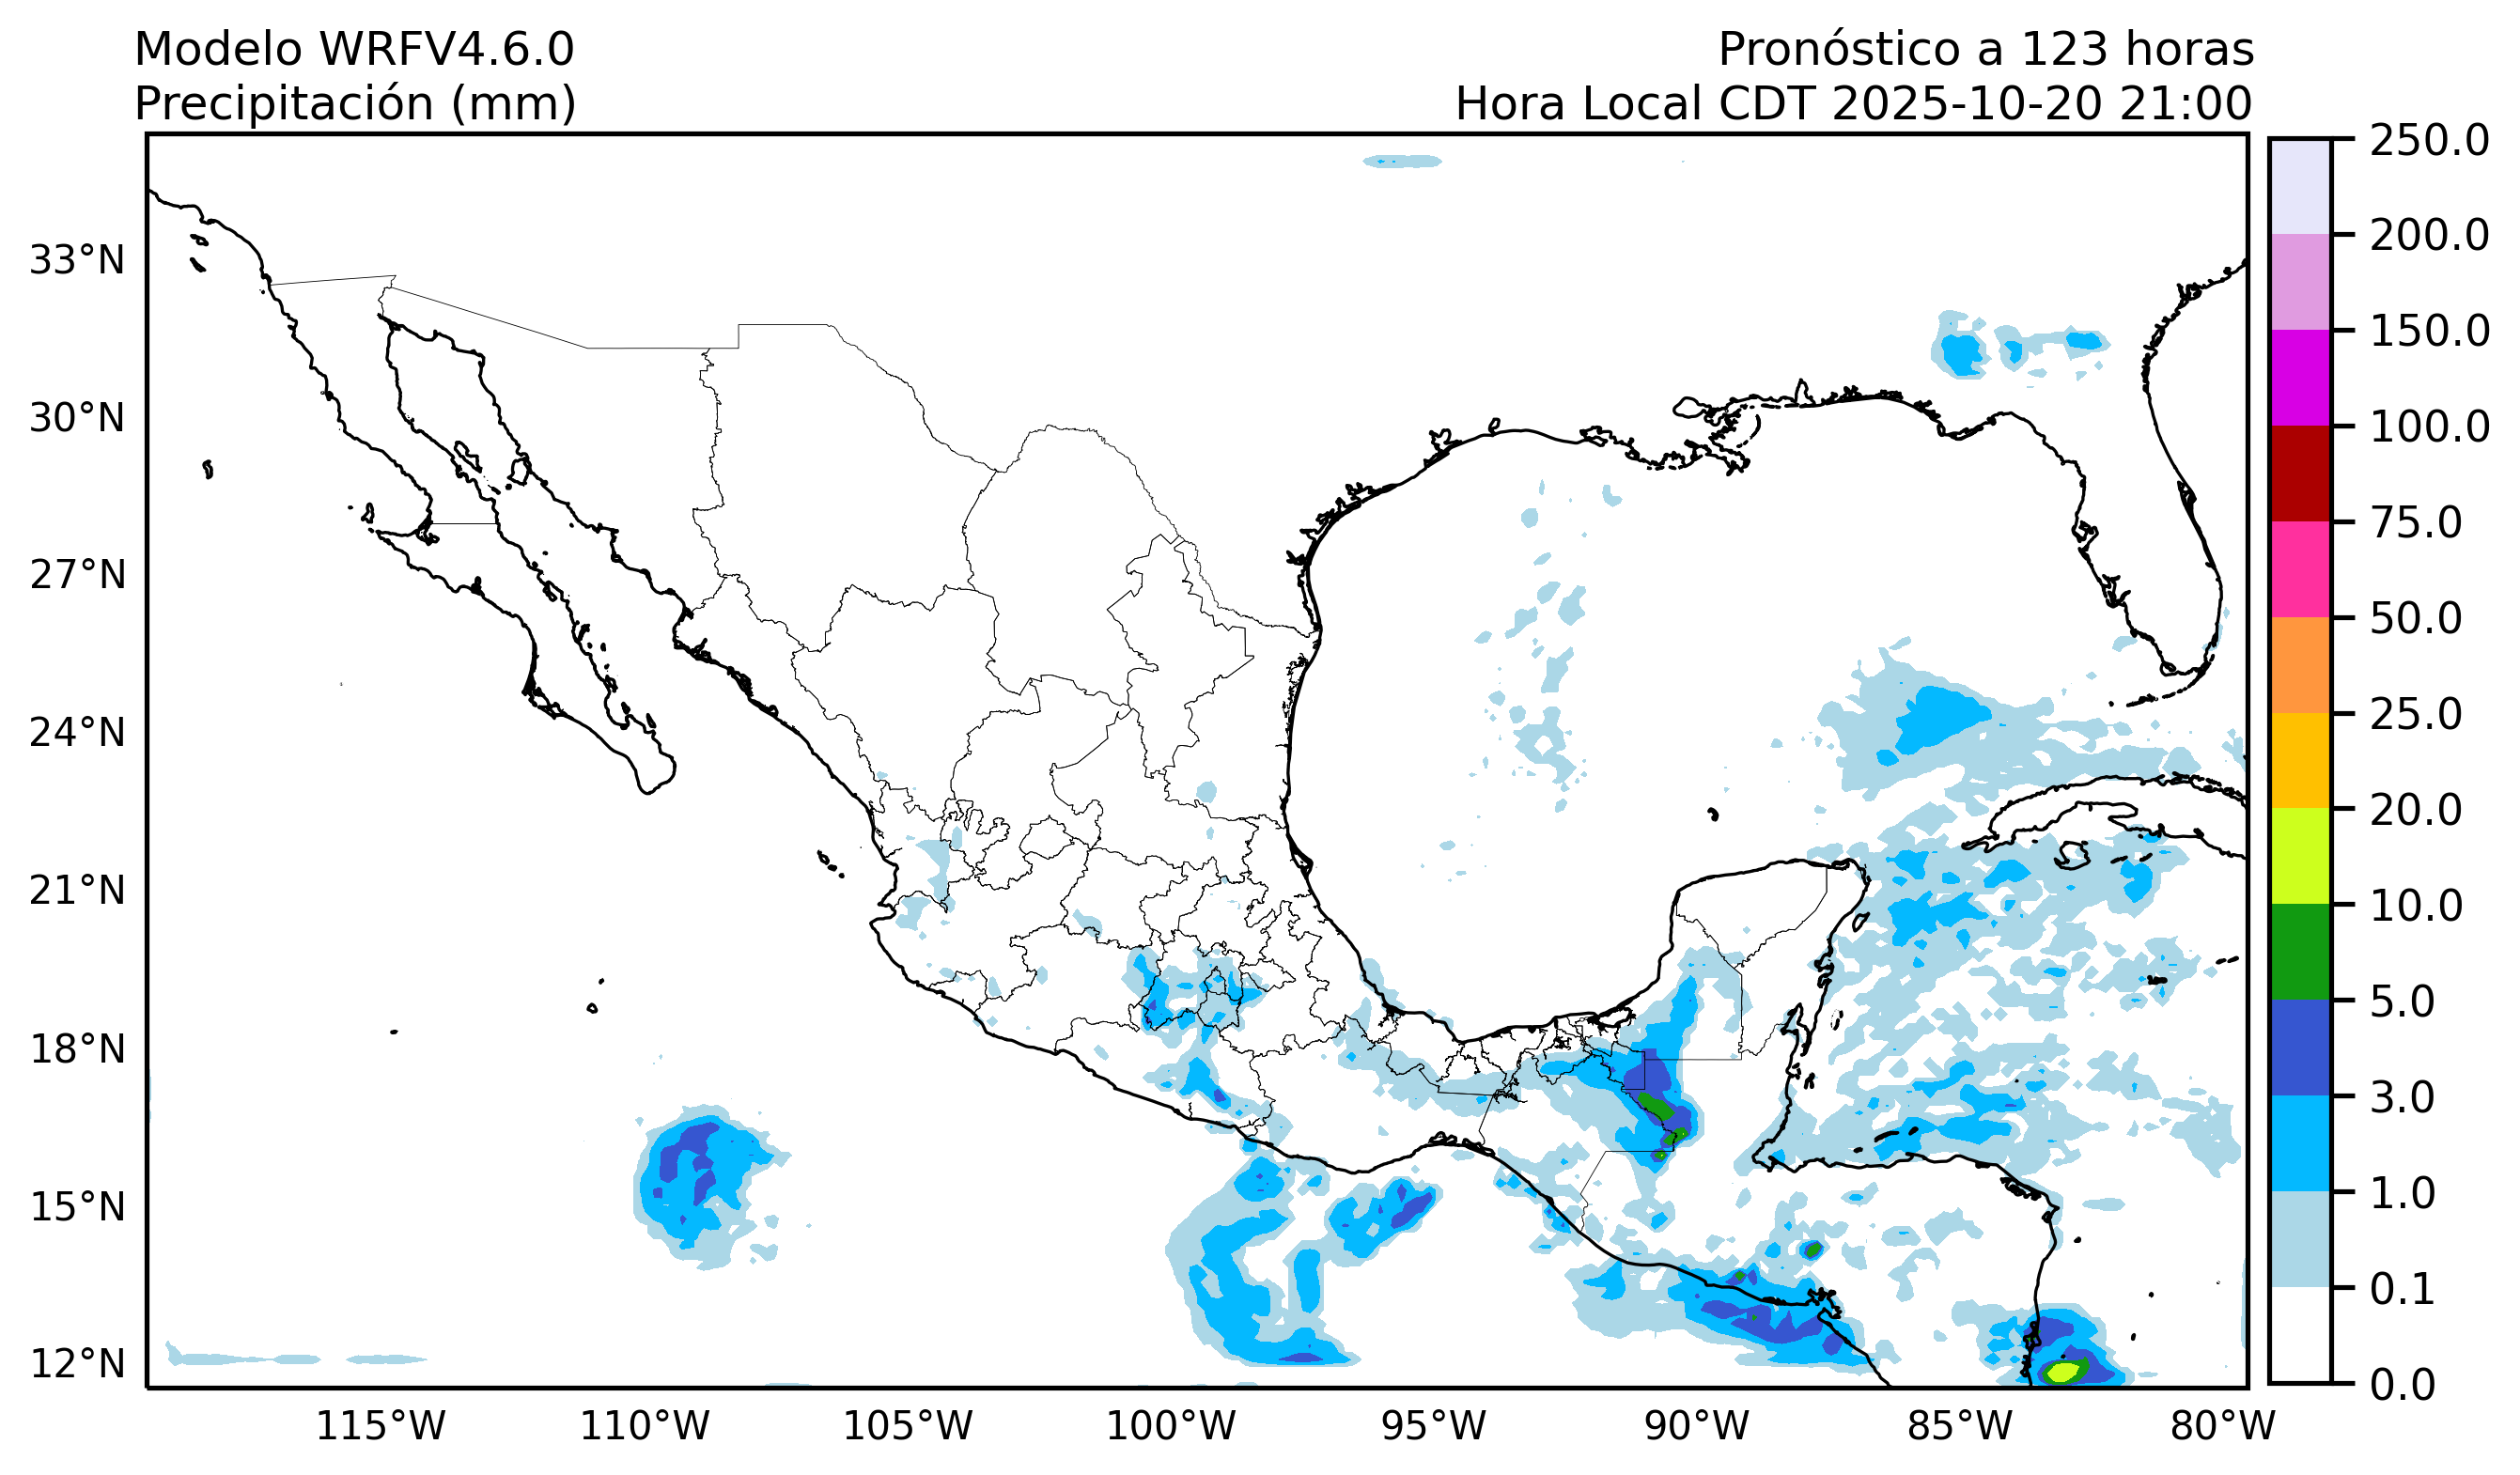 Modelo WRFV4.6.0
Precipitación (mm)
Pronóstico a 123 horas
Hora Local CDT 2025-10-20 21:00
33°N
30°N
27°N
24°N
21°N
18°N
15°N
12°N
115°W
110°W
105°W
100°W
95°W
90°W
85°W
80°W
250.0
200.0
150.0
100.0
75.0
50.0
25.0
20.0
10.0
5.0
3.0
1.0
0.1
0.0